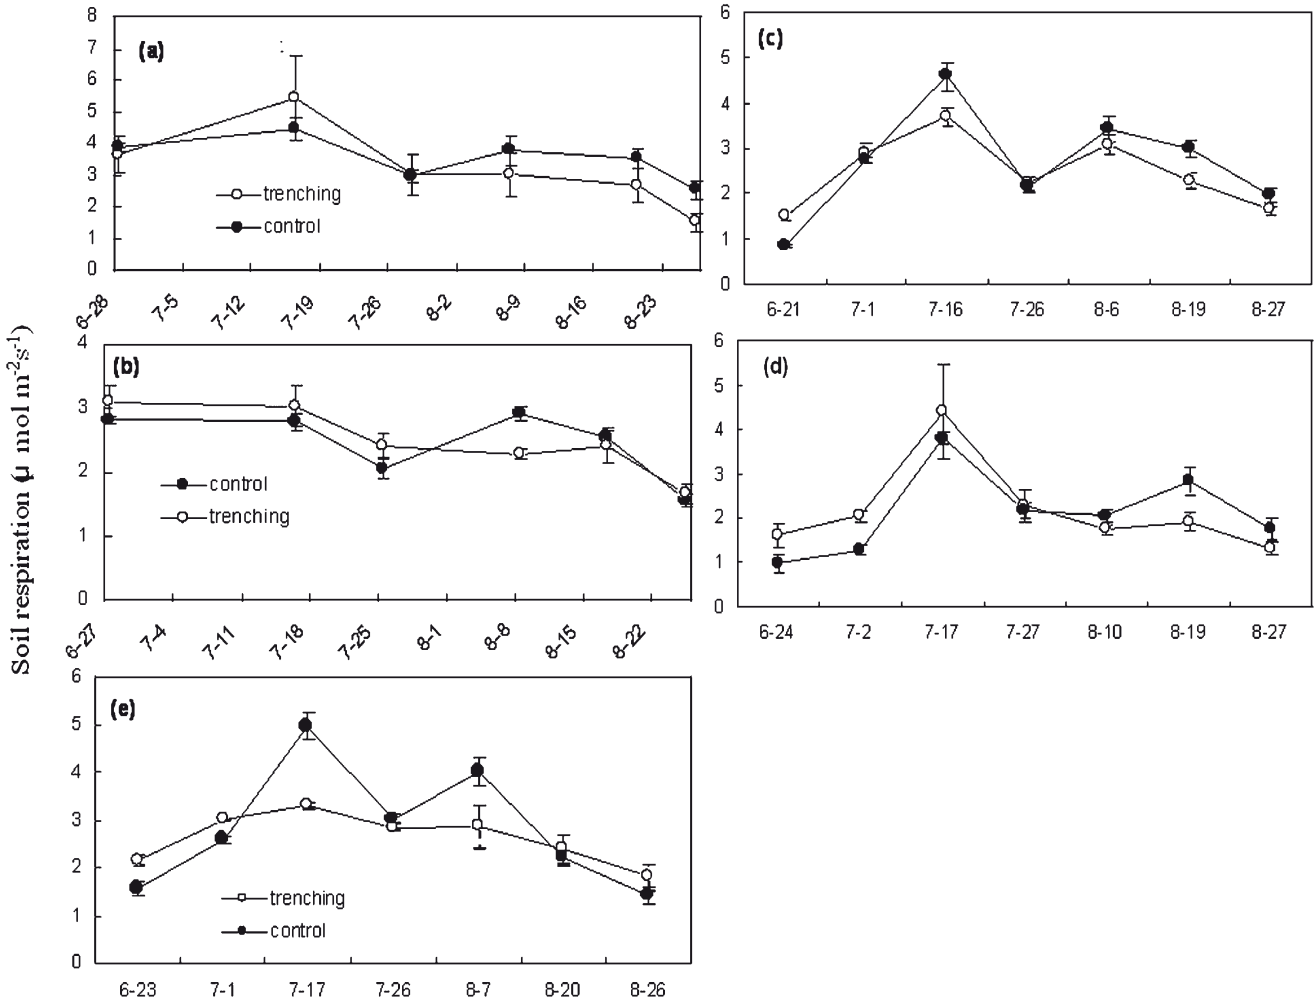 Soil respiration (μ mol m-2s-1)
(a)
8
7
6
5
4
3
2
1
0
trenching
control
6-28 7-5 7-12 7-19 7-26 8-2 8-9 8-16 8-23
(c)
6
5
4
3
2
1
0
6-21 7-1 7-16 7-26 8-6 8-19 8-27
(b)
4
3
2
1
0
control
trenching
6-27 7-4 7-11 7-18 7-25 8-1 8-8 8-15 8-22
(d)
6
5
4
3
2
1
0
6-24 7-2 7-17 7-27 8-10 8-19 8-27
(e)
6
5
4
3
2
1
0
trenching
control
6-23 7-1 7-17 7-26 8-7 8-20 8-26